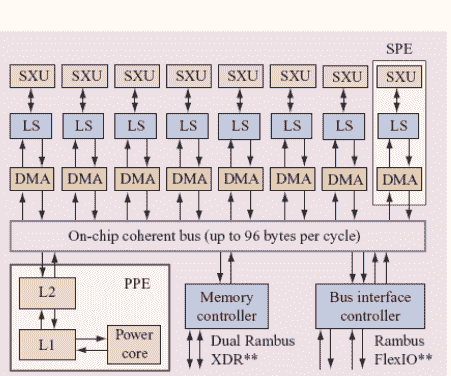 SPE
SXU SXU SXU SXU SXU SXU SXU SXU
LS LS LS LS LS LS LS LS
DMA DMA DMA DMA DMA DMA DMA DMA
On-chip coherent bus (up to 96 bytes per cycle)
PPE
L2
L1
Power
core
Memory
controller
Dual Rambus
XDR**
Bus interface
controller
Rambus
FlexIO**